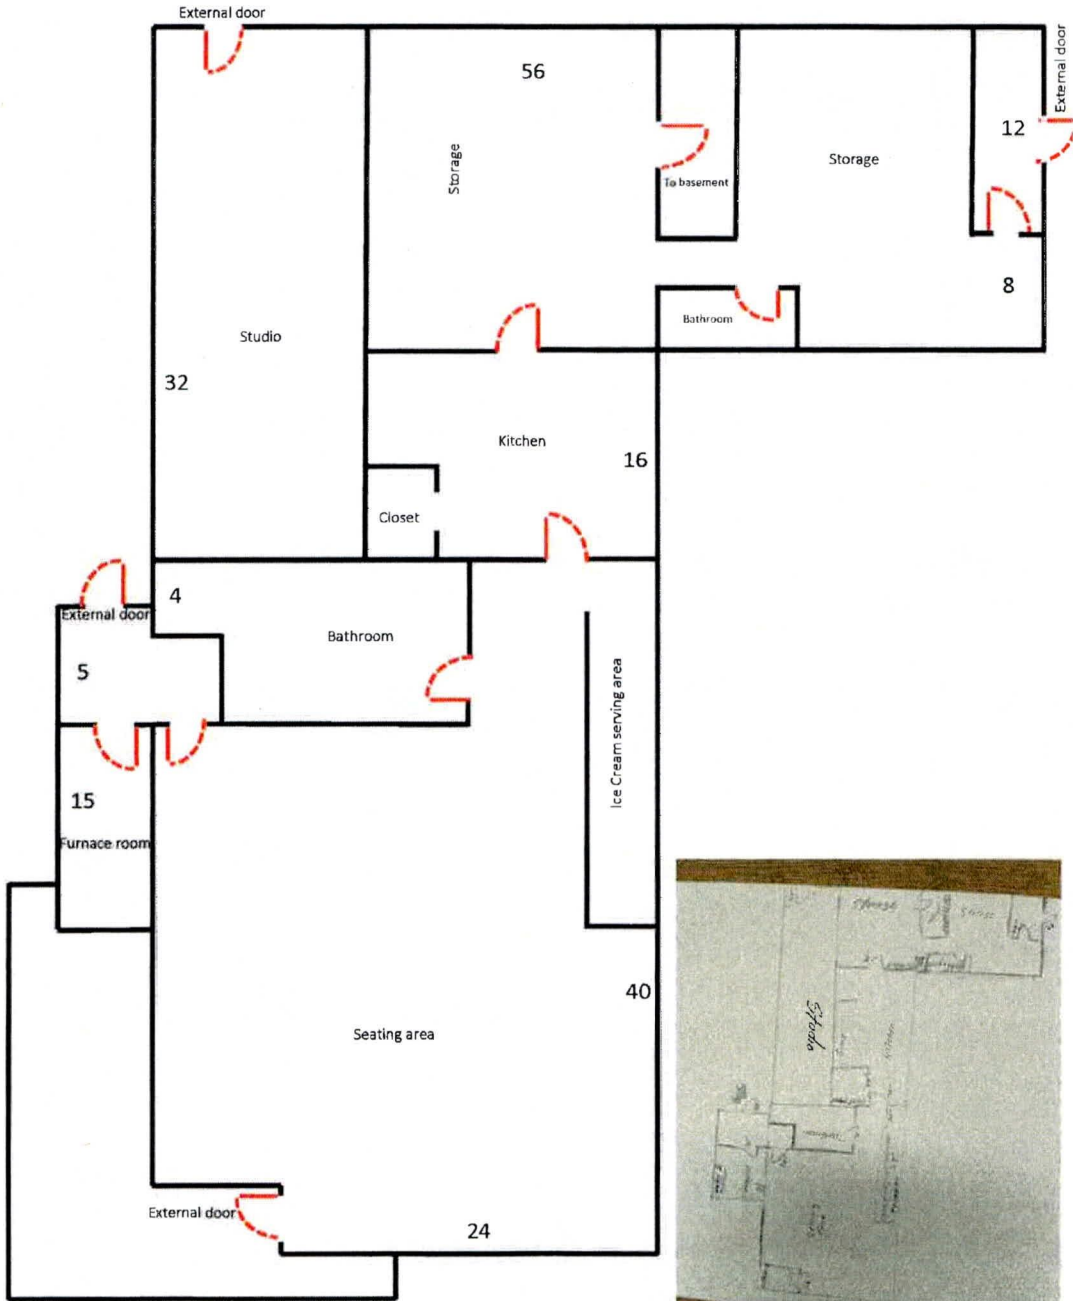 External door
56
External door
12
Storage
Storage
To basement
8
Bathroom
Studio
32
Kitchen
16
Closet
4
External door
Bathroom
5
Ice Cream serving area
15
Furnace room
40
Seating area
External door
24
Studio